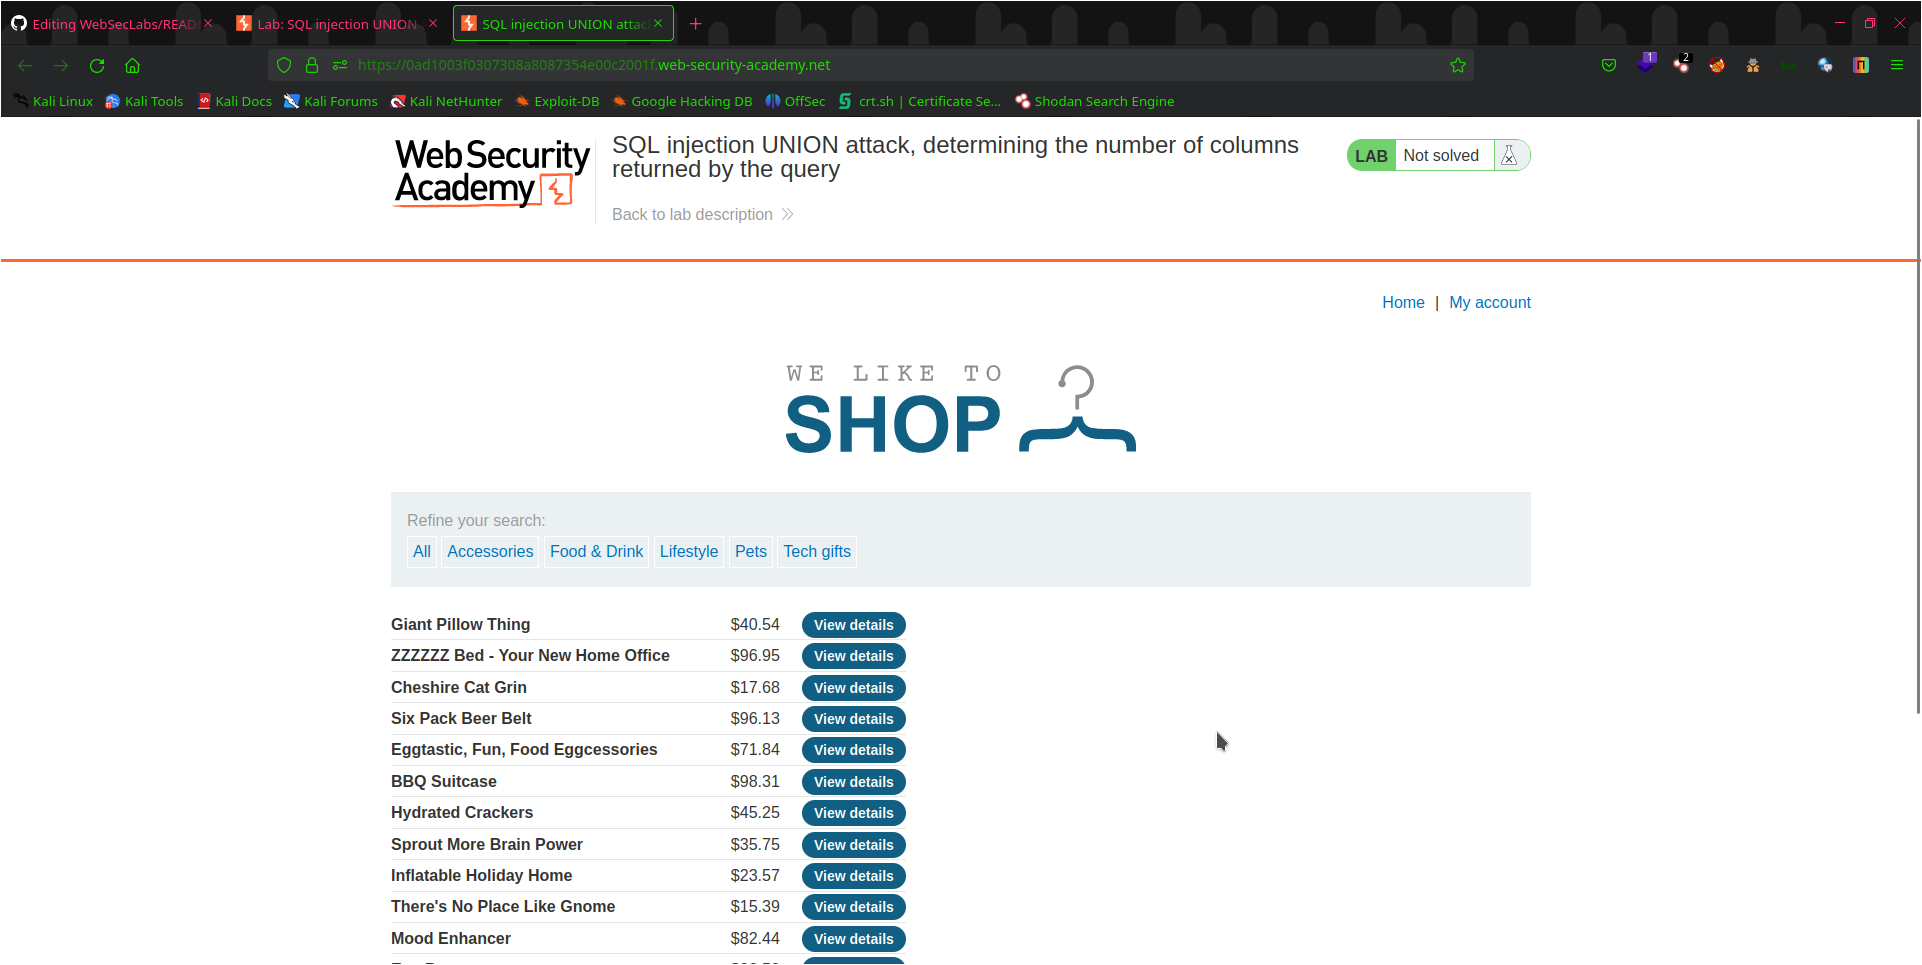 Editing WebSecLabs/READ
Lab: SQL injection UNION
SQL injection UNION attac
https://0ad1003f0307308a8087354e00c2001f.web-security-academy.net
1
2
Kali Linux
Kali Tools
Kali Docs
Kali Forums
Kali NetHunter
Exploit-DB
Google Hacking DB
OffSec
crt.sh | Certificate Se...
Shodan Search Engine
Web Security
Academy
SQL injection UNION attack, determining the number of columns
returned by the query
Back to lab description
LAB Not solved
Home | My account
WE LIKE TO
SHOP
Refine your search:
All Accessories Food & Drink Lifestyle Pets Tech gifts
Giant Pillow Thing $40.54 View details
ZZZZZZ Bed - Your New Home Office $96.95 View details
Cheshire Cat Grin $17.68 View details
Six Pack Beer Belt $96.13 View details
Eggtastic, Fun, Food Eggcessories $71.84 View details
BBQ Suitcase $98.31 View details
Hydrated Crackers $45.25 View details
Sprout More Brain Power $35.75 View details
Inflatable Holiday Home $23.57 View details
There's No Place Like Gnome $15.39 View details
Mood Enhancer $82.44 View details